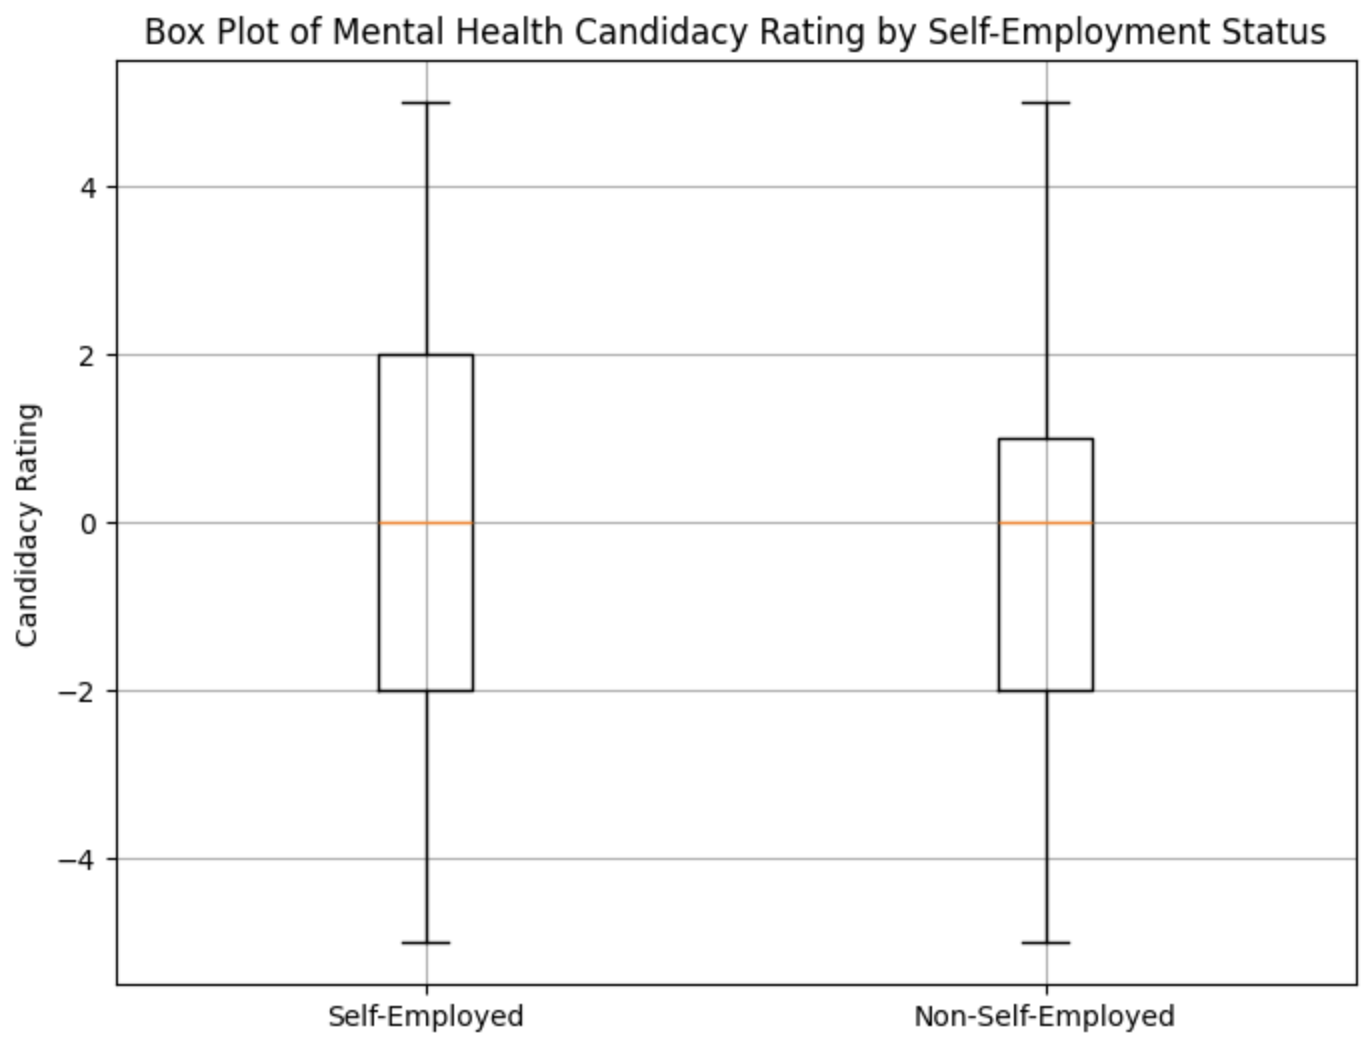 Box Plot of Mental Health Candidacy Rating by Self-Employment Status
Candidacy Rating
4
2
0
−2
−4
Self-Employed
Non-Self-Employed